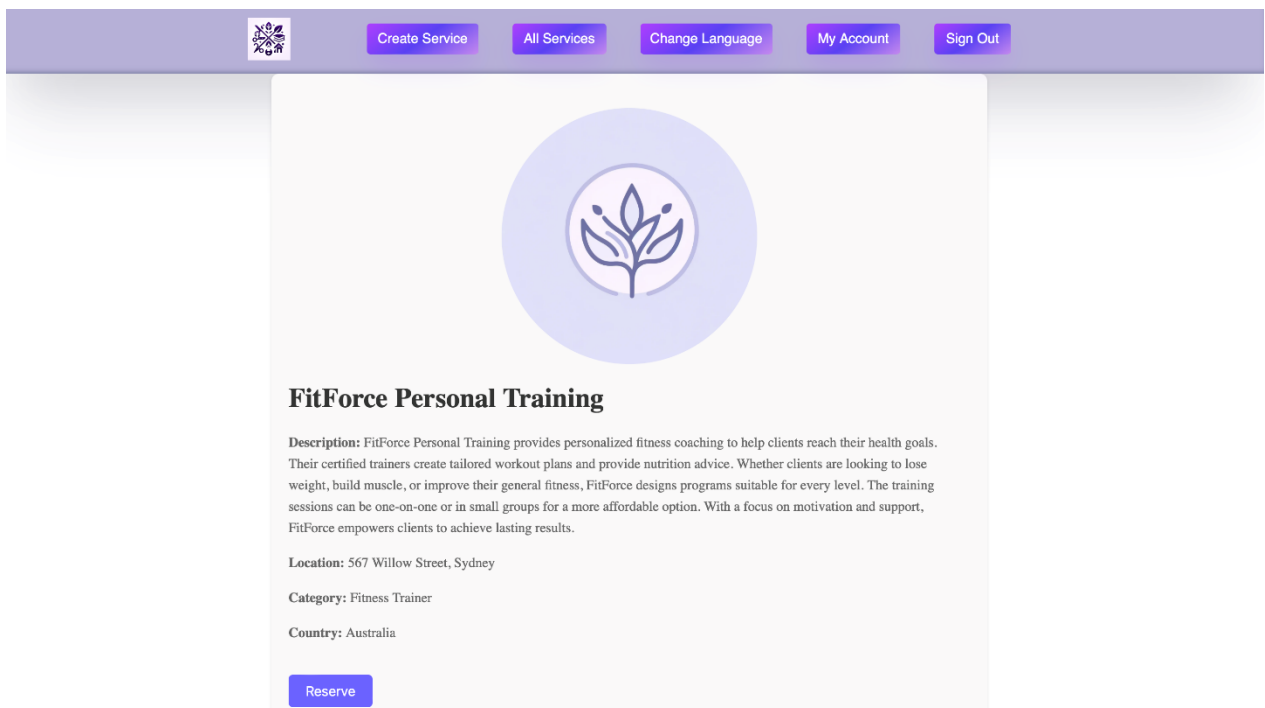 Create Service
All Services
Change Language
My Account
Sign Out
FitForce Personal Training
Description: FitForce Personal Training provides personalized fitness coaching to help clients reach their health goals.
Their certified trainers create tailored workout plans and provide nutrition advice. Whether clients are looking to lose
weight, build muscle, or improve their general fitness, FitForce designs programs suitable for every level. The training
sessions can be one-on-one or in small groups for a more affordable option. With a focus on motivation and support,
FitForce empowers clients to achieve lasting results.
Location: 567 Willow Street, Sydney
Category: Fitness Trainer
Country: Australia
Reserve